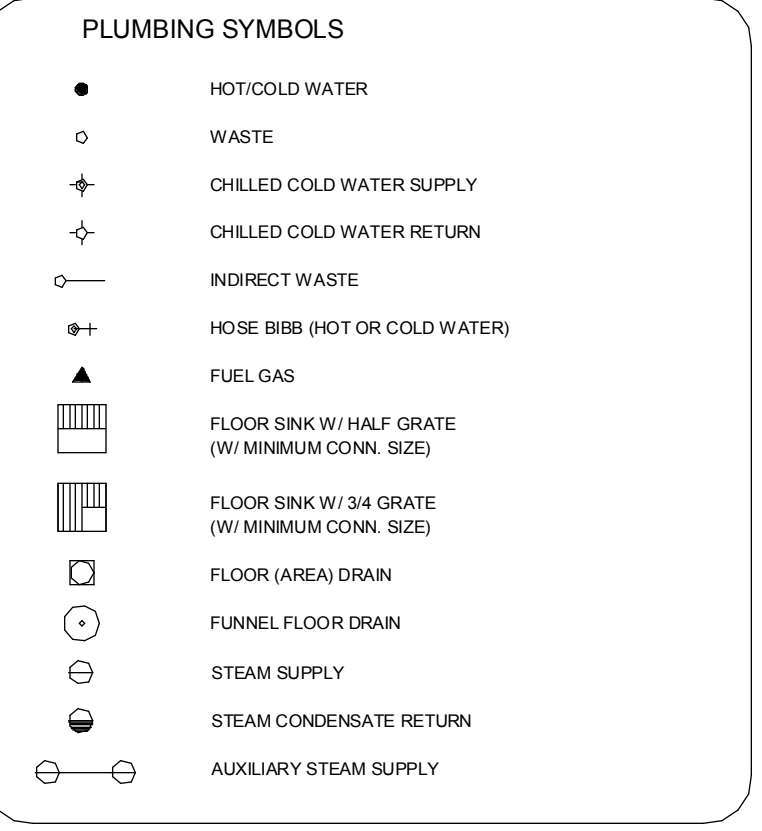 PLUMBING SYMBOLS
HOT/COLD WATER
WASTE
CHILLED COLD WATER SUPPLY
CHILLED COLD WATER RETURN
INDIRECT WASTE
HOSE BIBB (HOT OR COLD WATER)
FUEL GAS
FLOOR SINK W/ HALF GRATE
(W/ MINIMUM CONN. SIZE)
FLOOR SINK W/ 3/4 GRATE
(W/ MINIMUM CONN. SIZE)
FLOOR (AREA) DRAIN
FUNNEL FLOOR DRAIN
STEAM SUPPLY
STEAM CONDENSATE RETURN
AUXILIARY STEAM SUPPLY